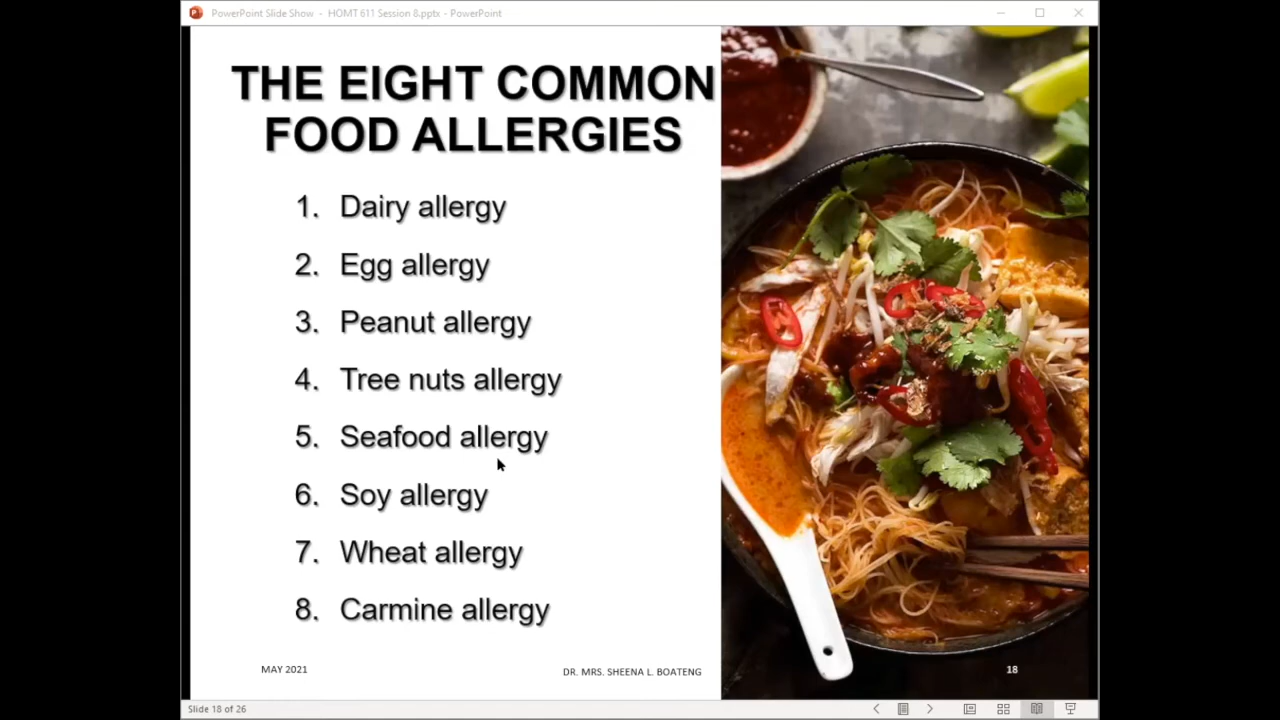 PowerPoint Slide Show - HOMT 611 Session 8.pptx - PowerPoint
THE EIGHT COMMON
FOOD ALLERGIES
1. Dairy allergy
2. Egg allergy
3. Peanut allergy
4. Tree nuts allergy
5. Seafood allergy
6. Soy allergy
7. Wheat allergy
8. Carmine allergy
MAY 2021
DR. MRS. SHEENA L. BOATENG
18
Slide 18 of 26